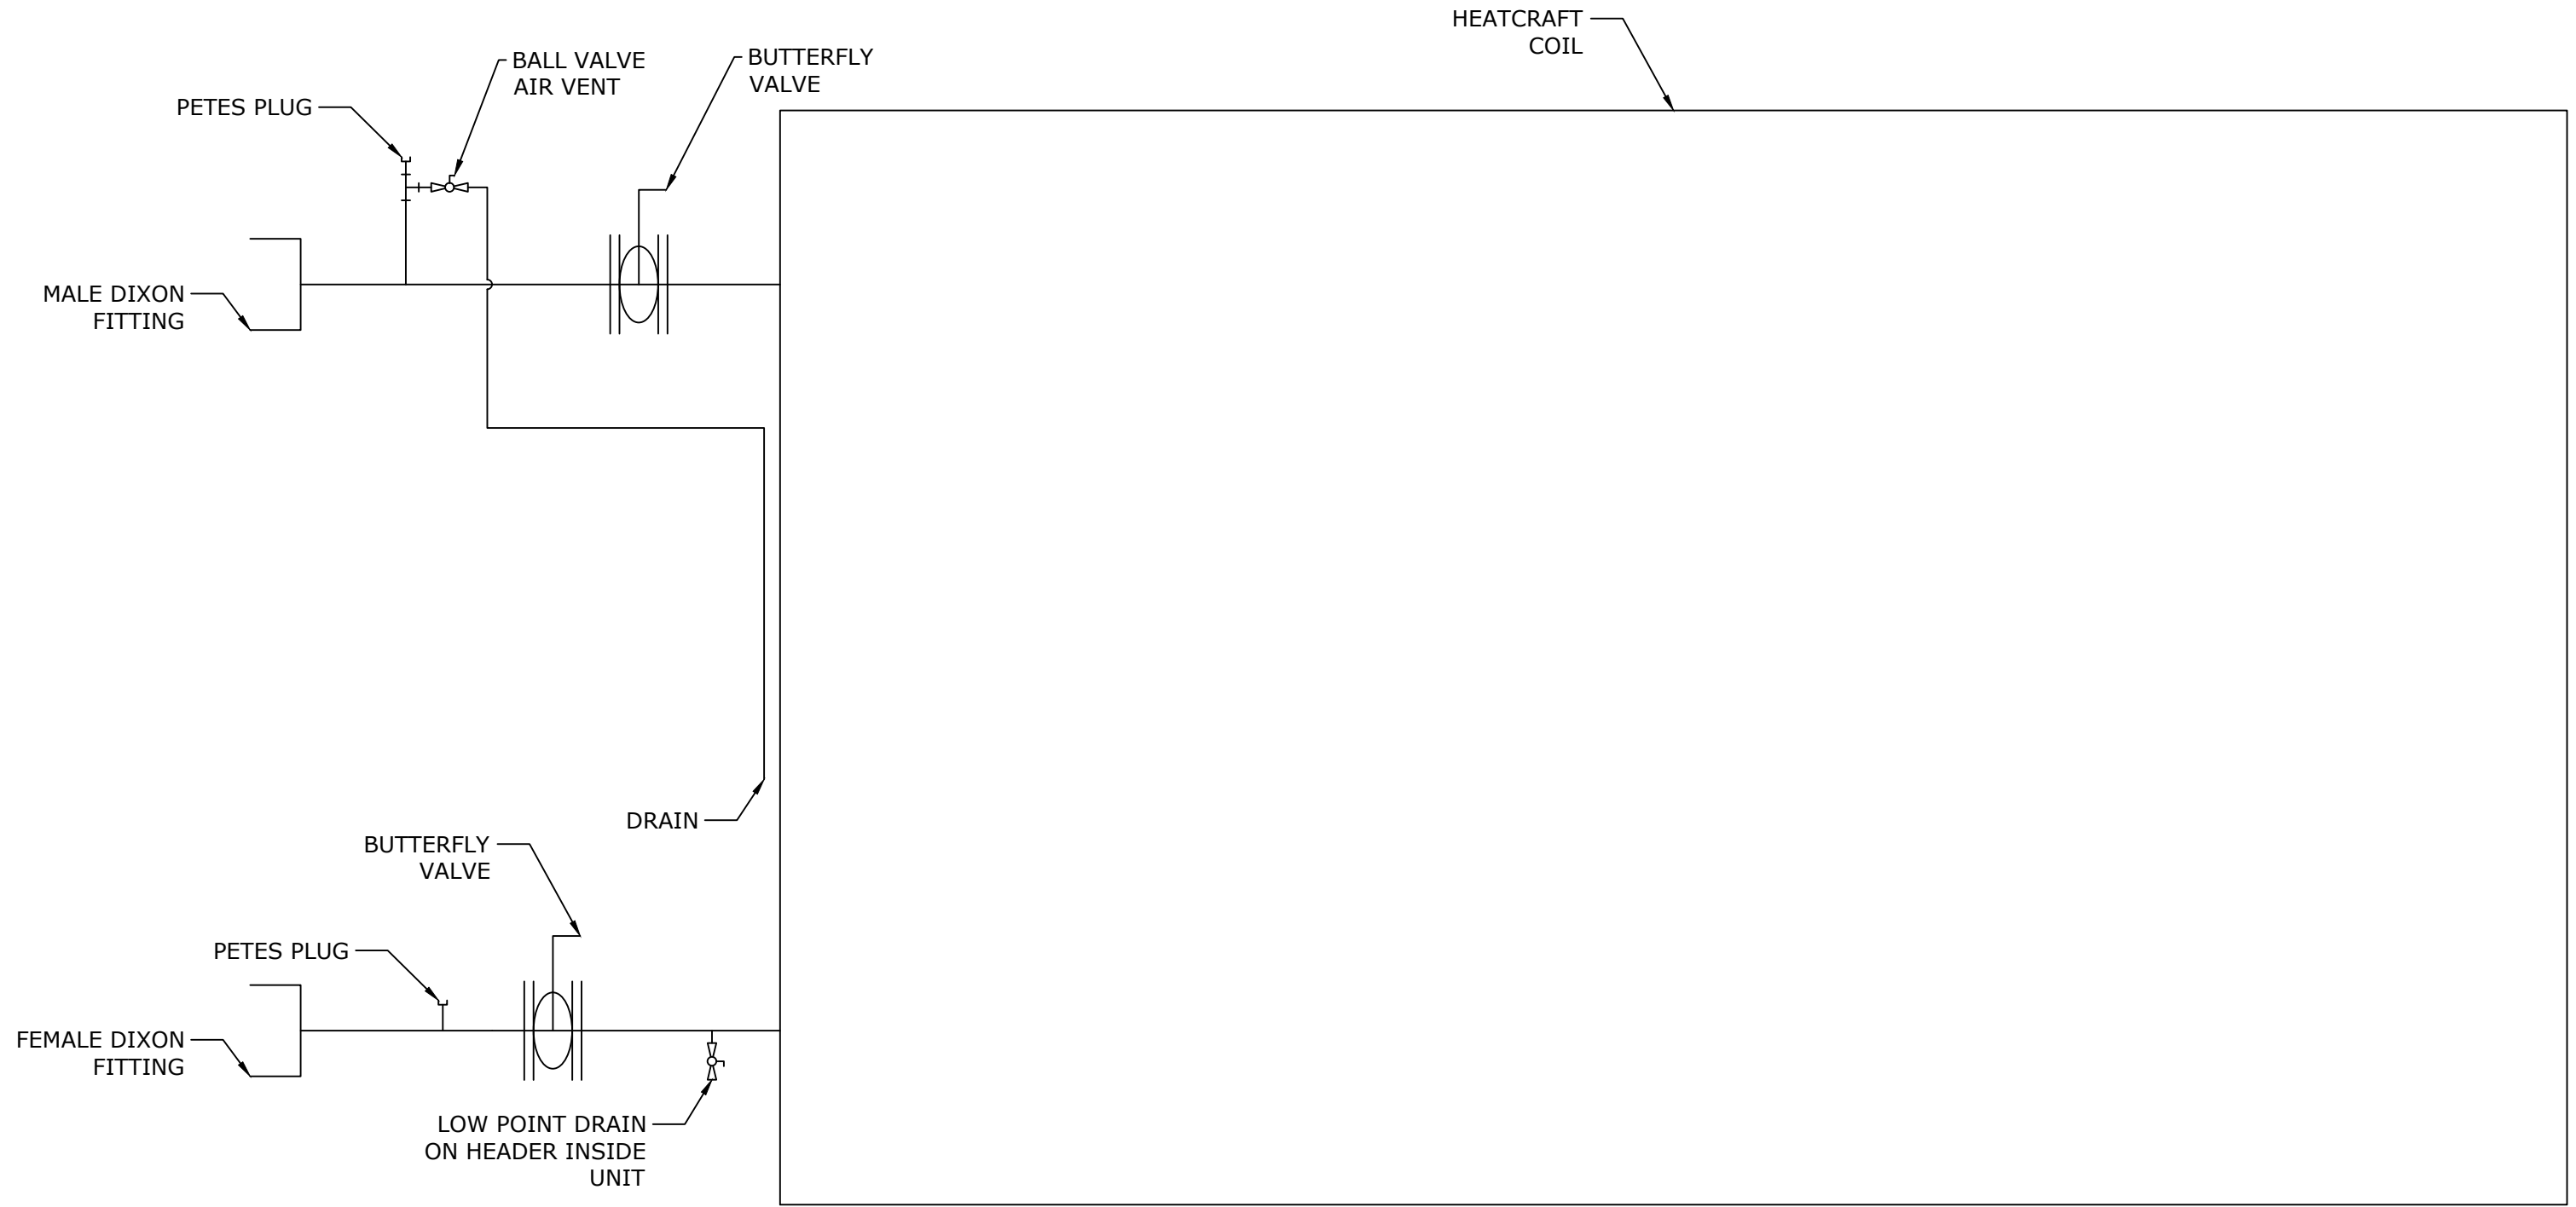 HEATCRAFT
COIL
BALL VALVE
AIR VENT
BUTTERFLY
VALVE
PETES PLUG
MALE DIXON
FITTING
DRAIN
BUTTERFLY
VALVE
PETES PLUG
FEMALE DIXON
FITTING
LOW POINT DRAIN
ON HEADER INSIDE
UNIT